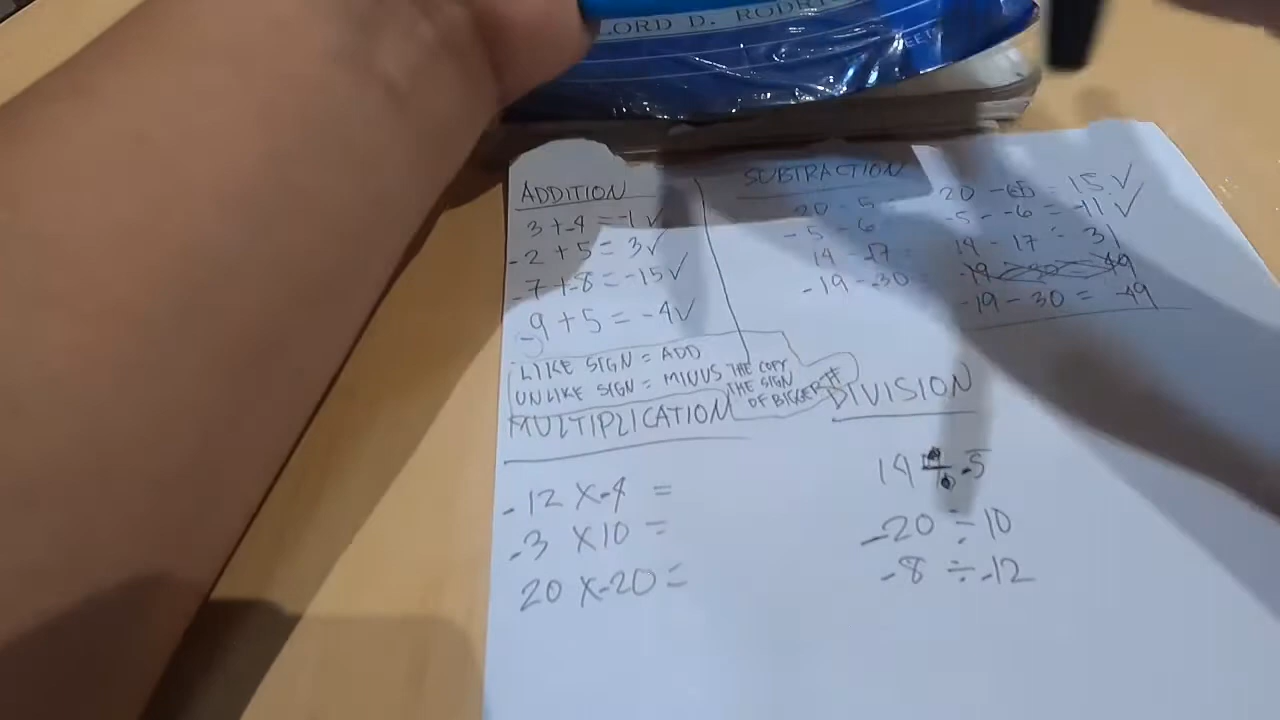 LORD D. RODR
EET
ADDITION
3 + -4 = -1 ✓
-2 + 5 = 3 ✓
-7 + -8 = -15 ✓
-9 + 5 = -4 ✓
LIKE SIGN = ADD
UNLIKE SIGN = MINUS THE COPY
THE SIGN
OF BIGGER #
SUBTRACTION
20 - 5 =
-5 - 6
14 - -17 =
-19 - 30 =
20 - 5 = 15 ✓
-5 - -6 = -11 ✓
14 - 17 = 31
-19 - 30 = -49
MULTIPLICATION
-12 X -4 =
-3 X 10 =
20 X -20 =
DIVISION
14 ÷ -5
-20 ÷ 10
-8 ÷ -12